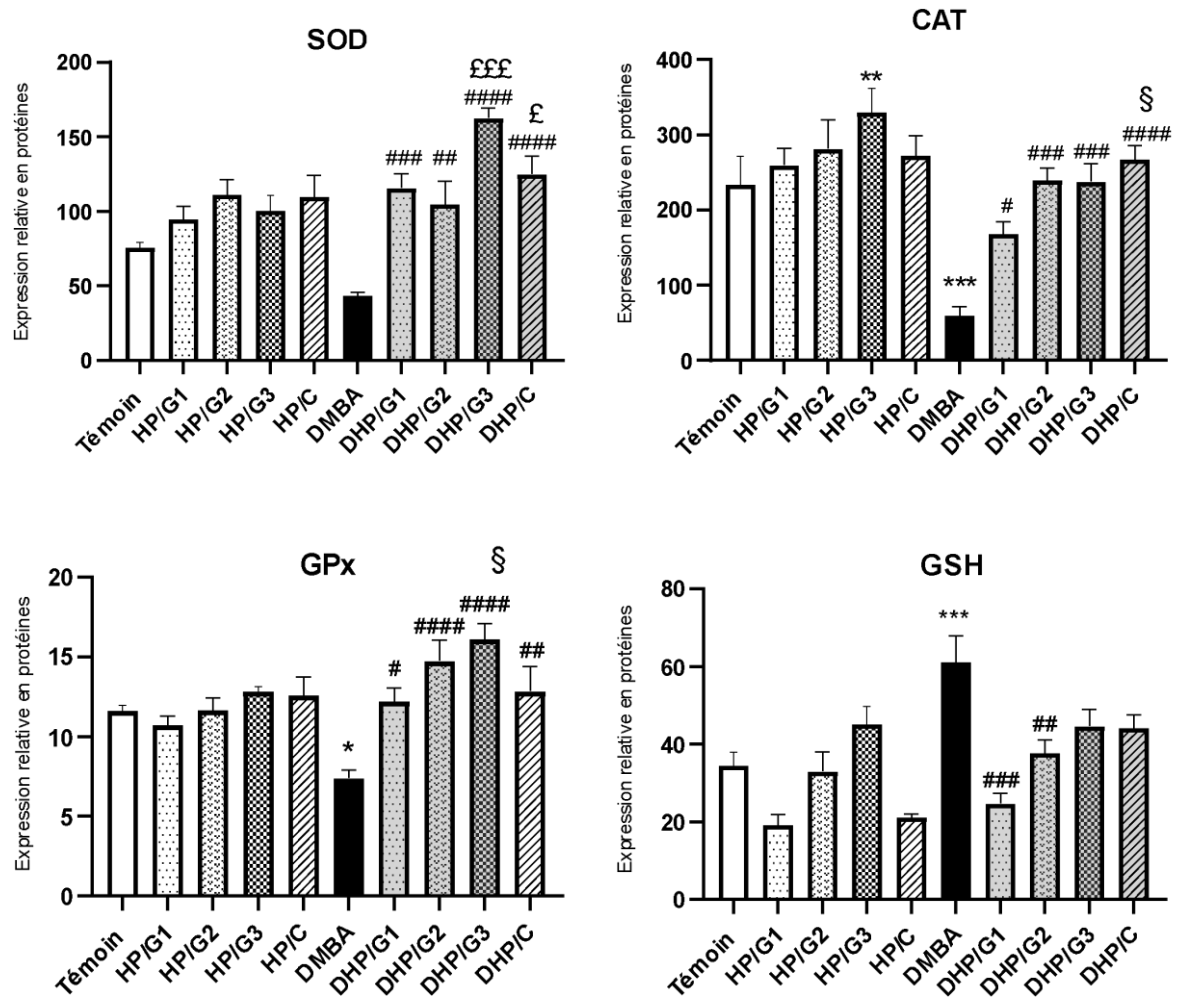 SOD
Expression relative en protéines
200
150
100
50
0
###
##
£££
####
£
####
Témoin
HP/G1
HP/G2
HP/G3
HP/C
DMBA
DHP/G1
DHP/G2
DHP/G3
DHP/C
CAT
Expression relative en protéines
400
300
200
100
0
**
***
#
###
###
§
####
Témoin
HP/G1
HP/G2
HP/G3
HP/C
DMBA
DHP/G1
DHP/G2
DHP/G3
DHP/C
GPx
Expression relative en protéines
20
15
10
5
0
*
#
####
§
####
##
Témoin
HP/G1
HP/G2
HP/G3
HP/C
DMBA
DHP/G1
DHP/G2
DHP/G3
DHP/C
GSH
Expression relative en protéines
80
60
40
20
0
***
###
##
Témoin
HP/G1
HP/G2
HP/G3
HP/C
DMBA
DHP/G1
DHP/G2
DHP/G3
DHP/C